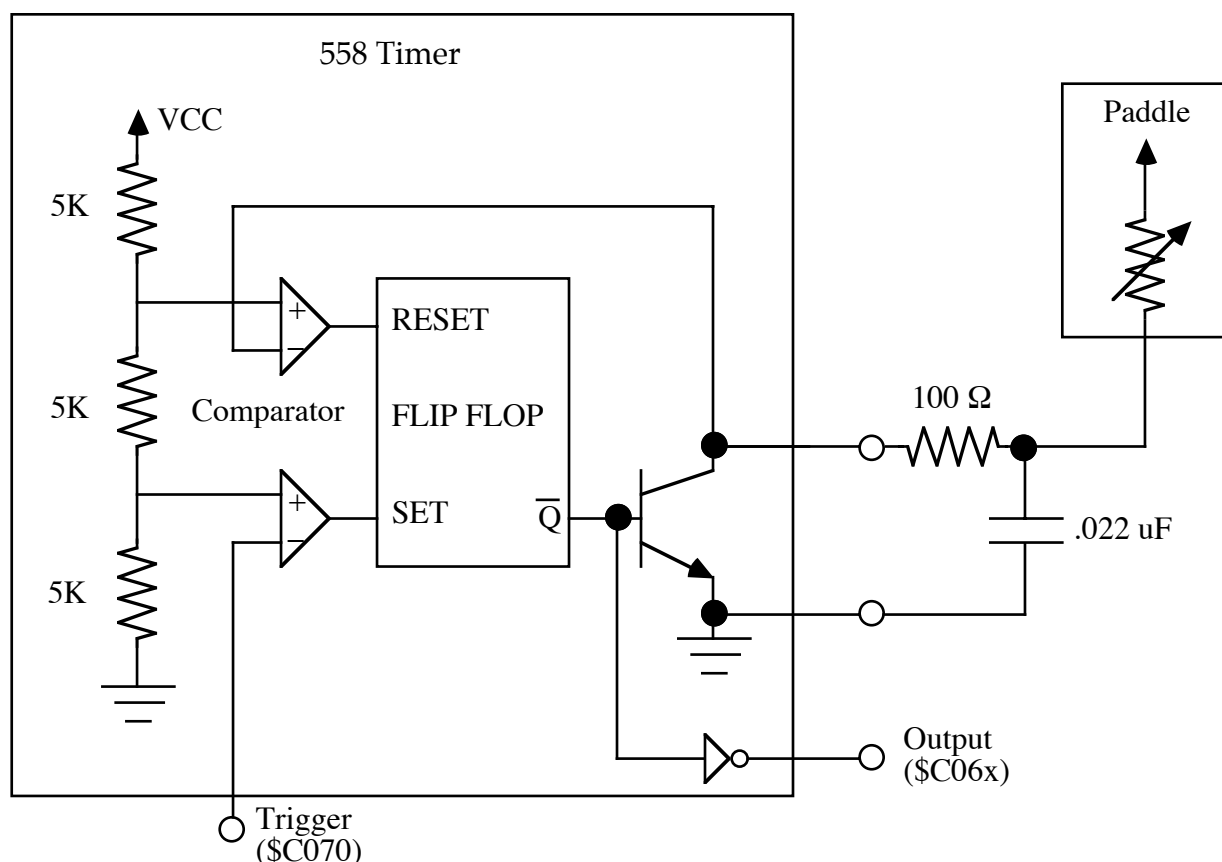 558 Timer
VCC
Paddle
5K
+
−
RESET
100 Ω
5K
Comparator
FLIP FLOP
+
−
SET
Q̅
.022 uF
5K
Output
($C06x)
Trigger
($C070)